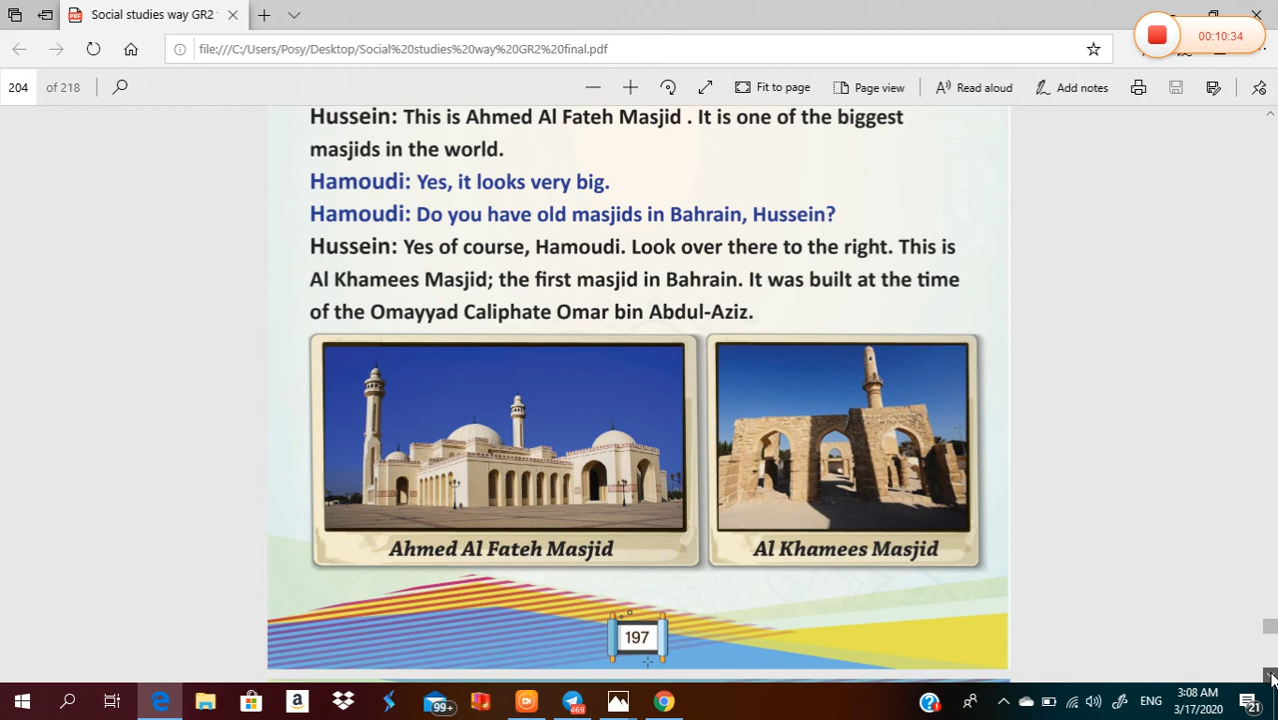 Social studies way GR2
00:10:34
file:///C:/Users/Posy/Desktop/Social%20studies%20way%20GR2%20final.pdf
204 of 218
Fit to page
Page view
Read aloud
Add notes
Hussein: This is Ahmed Al Fateh Masjid . It is one of the biggest
masjids in the world.
Hamoudi: Yes, it looks very big.
Hamoudi: Do you have old masjids in Bahrain, Hussein?
Hussein: Yes of course, Hamoudi. Look over there to the right. This is
Al Khamees Masjid; the first masjid in Bahrain. It was built at the time
of the Omayyad Caliphate Omar bin Abdul-Aziz.
Ahmed Al Fateh Masjid
Al Khamees Masjid
197
99+
469
ENG
3:08 AM
3/17/2020
21